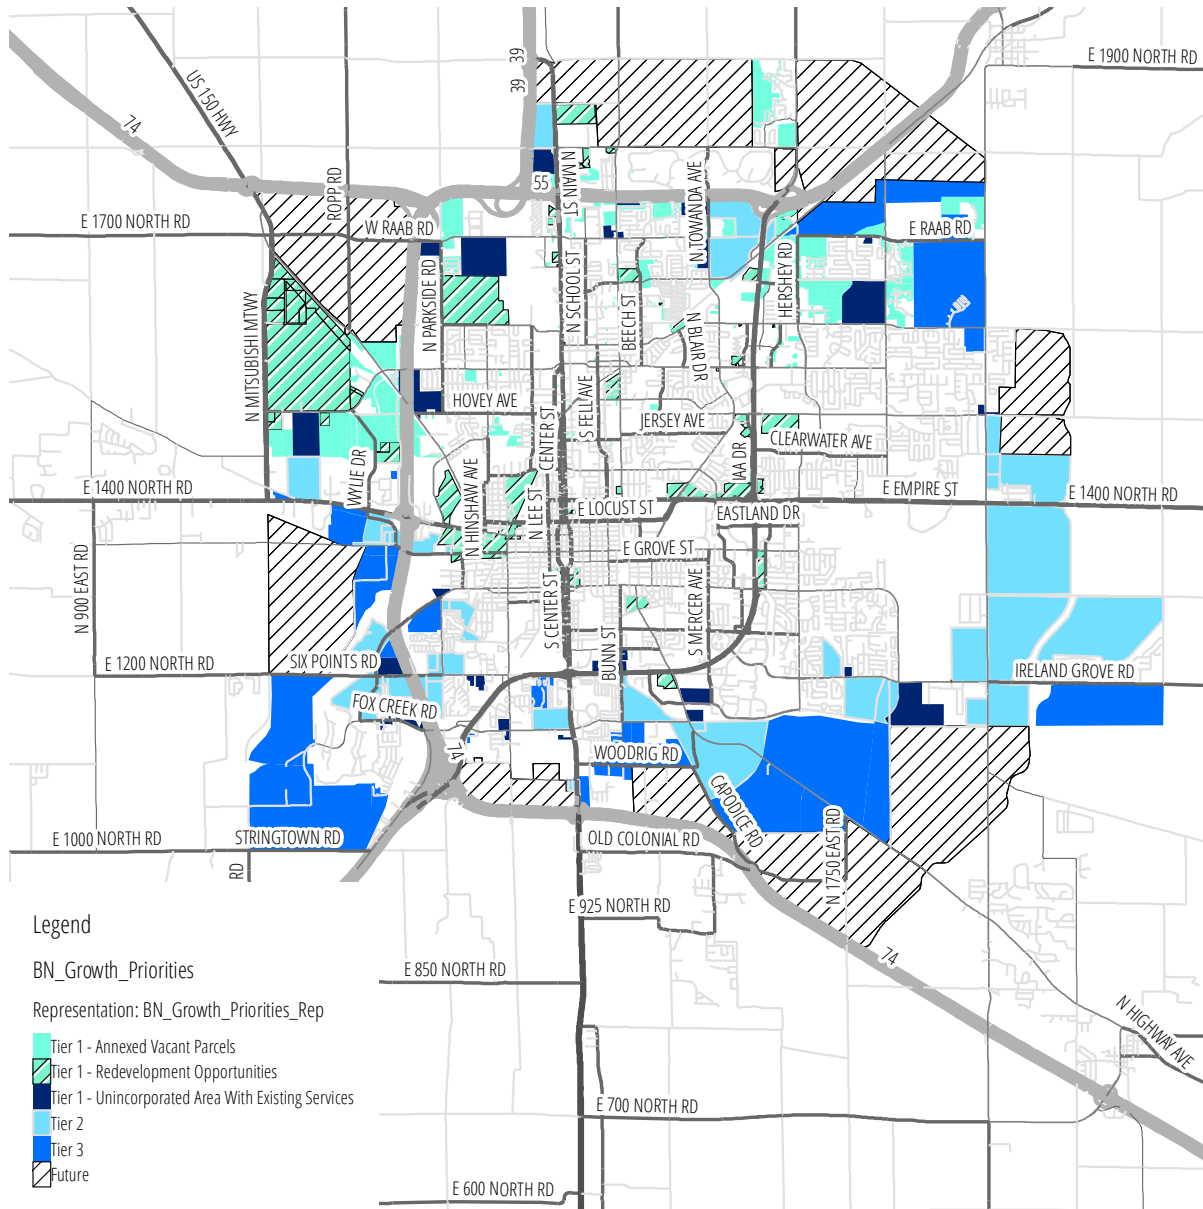 39
39
E 1900 NORTH RD
US 150 HWY
74
ROPP RD
55
N MAIN ST
N TOWANDA AVE
E 1700 NORTH RD
W RAAB RD
E RAAB RD
N PARKSIDE RD
N SCHOOL ST
BEECH ST
HERSHEY RD
N MITSUBISHI MTWY
N BLAIR DR
HOVEY AVE
CENTER ST
S FELL AVE
JERSEY AVE
CLEARWATER AVE
IAA DR
WYLIE DR
N HINSHAW AVE
N LEE ST
E 1400 NORTH RD
E EMPIRE ST
E 1400 NORTH RD
E LOCUST ST
EASTLAND DR
E GROVE ST
N 900 EAST RD
S CENTER ST
BUNN ST
S MERCER AVE
E 1200 NORTH RD
SIX POINTS RD
IRELAND GROVE RD
FOX CREEK RD
74
WOODRIG RD
CAPODICE RD
N 1750 EAST RD
E 1000 NORTH RD
STRINGTOWN RD
OLD COLONIAL RD
RD
E 925 NORTH RD
74
E 850 NORTH RD
N HIGHWAY AVE
E 700 NORTH RD
E 600 NORTH RD
Legend
BN_Growth_Priorities
Representation: BN_Growth_Priorities_Rep
Tier 1 - Annexed Vacant Parcels
Tier 1 - Redevelopment Opportunities
Tier 1 - Unincorporated Area With Existing Services
Tier 2
Tier 3
Future